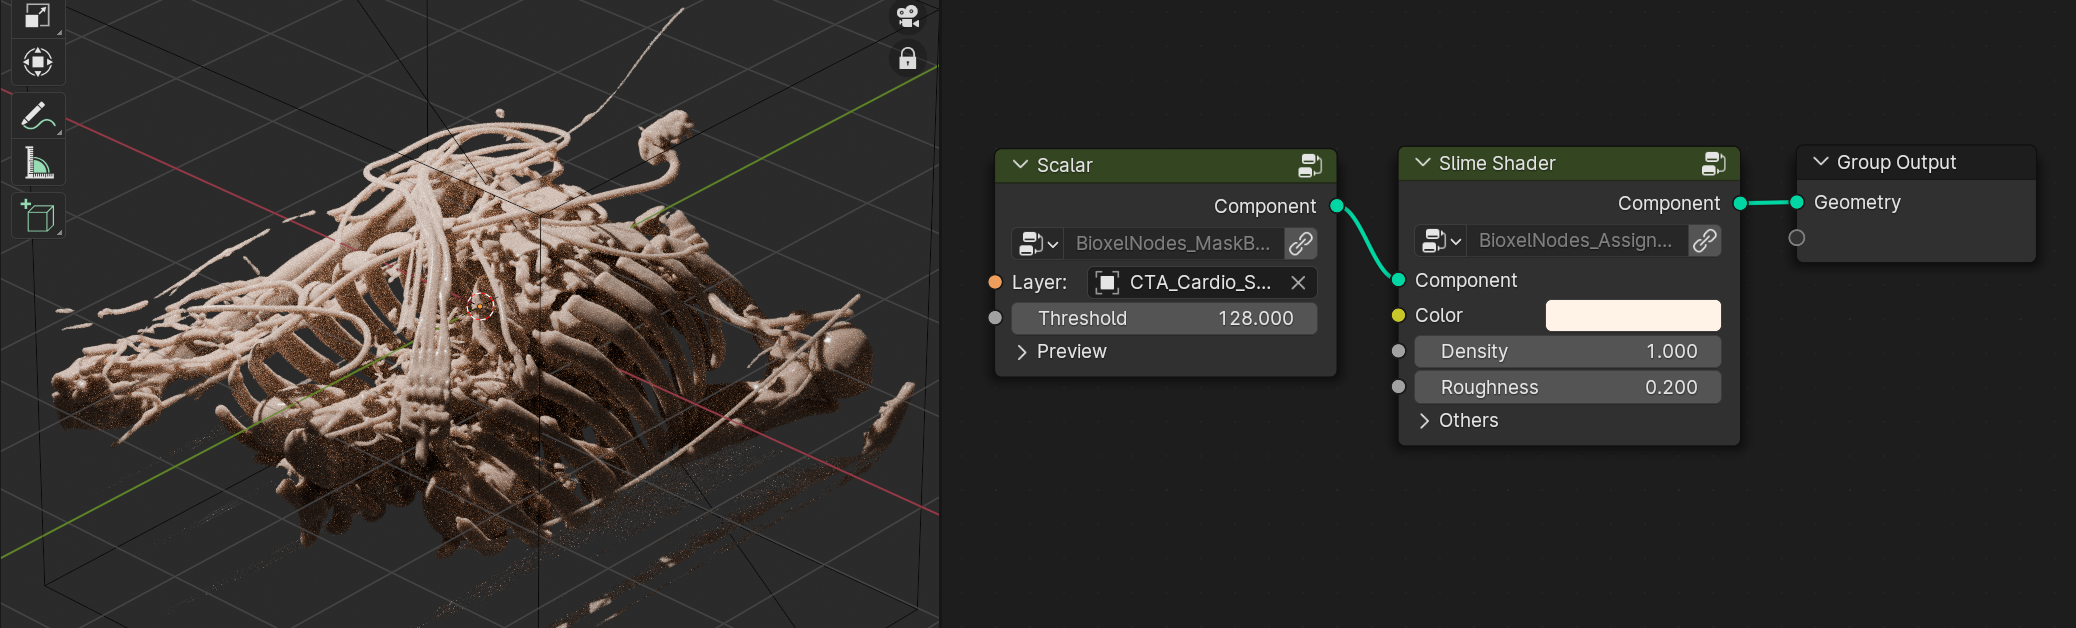 Scalar
Component
BioxelNodes_MaskB...
Layer:
CTA_Cardio_S...
Threshold
128.000
Preview
Slime Shader
Component
BioxelNodes_Assign...
Component
Color
Density
1.000
Roughness
0.200
Others
Group Output
Geometry